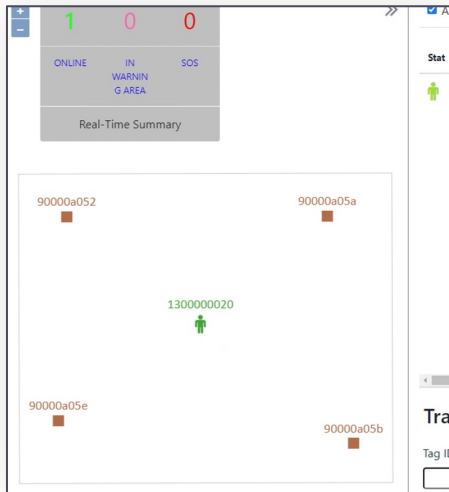 +
−
1 0 0
»
A
ONLINE IN SOS
WARNIN
G AREA
Stat
Real-Time Summary
90000a052 90000a05a
1300000020
90000a05e 90000a05b
Tra
Tag ID